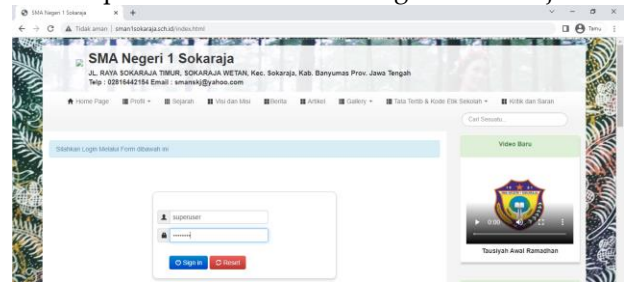 SMA Negeri 1 Sokaraja
Tidak aman | sman1sokaraja.sch.id/index.html
Tamu
SMA Negeri 1 Sokaraja
JL. RAYA SOKARAJA TIMUR, SOKARAJA WETAN, Kec. Sokaraja, Kab. Banyumas Prov. Jawa Tengah
Telp : 02816442184 Email : smanskj@yahoo.com
Home Page Profil Sejarah Visi dan Misi Berita Artikel Gallery Tata Tertib & Kode Etik Sekolah Kritik dan Saran
Cari Sesuatu..
Silahkan Login Melalui Form dibawah ini
Video Baru
superuser
0:00
Sign in Reset
Tausiyah Awal Ramadhan